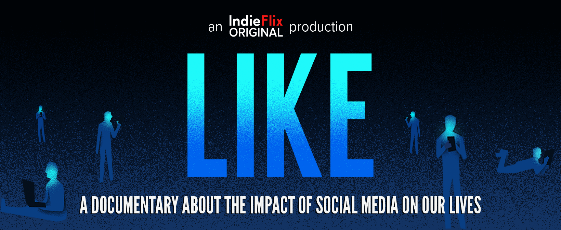 an IndieFlix ORIGINAL production
LIKE
A DOCUMENTARY ABOUT THE IMPACT OF SOCIAL MEDIA ON OUR LIVES